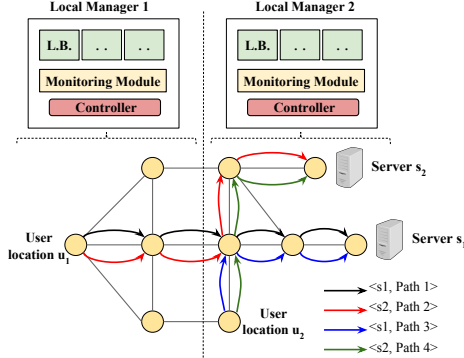 Local Manager 1
Local Manager 2
L.B.
. .
. .
L.B.
. .
. .
Monitoring Module
Monitoring Module
Controller
Controller
Server s2
User
location u1
Server s1
User
location u2
<s1, Path 1>
<s2, Path 2>
<s1, Path 3>
<s2, Path 4>